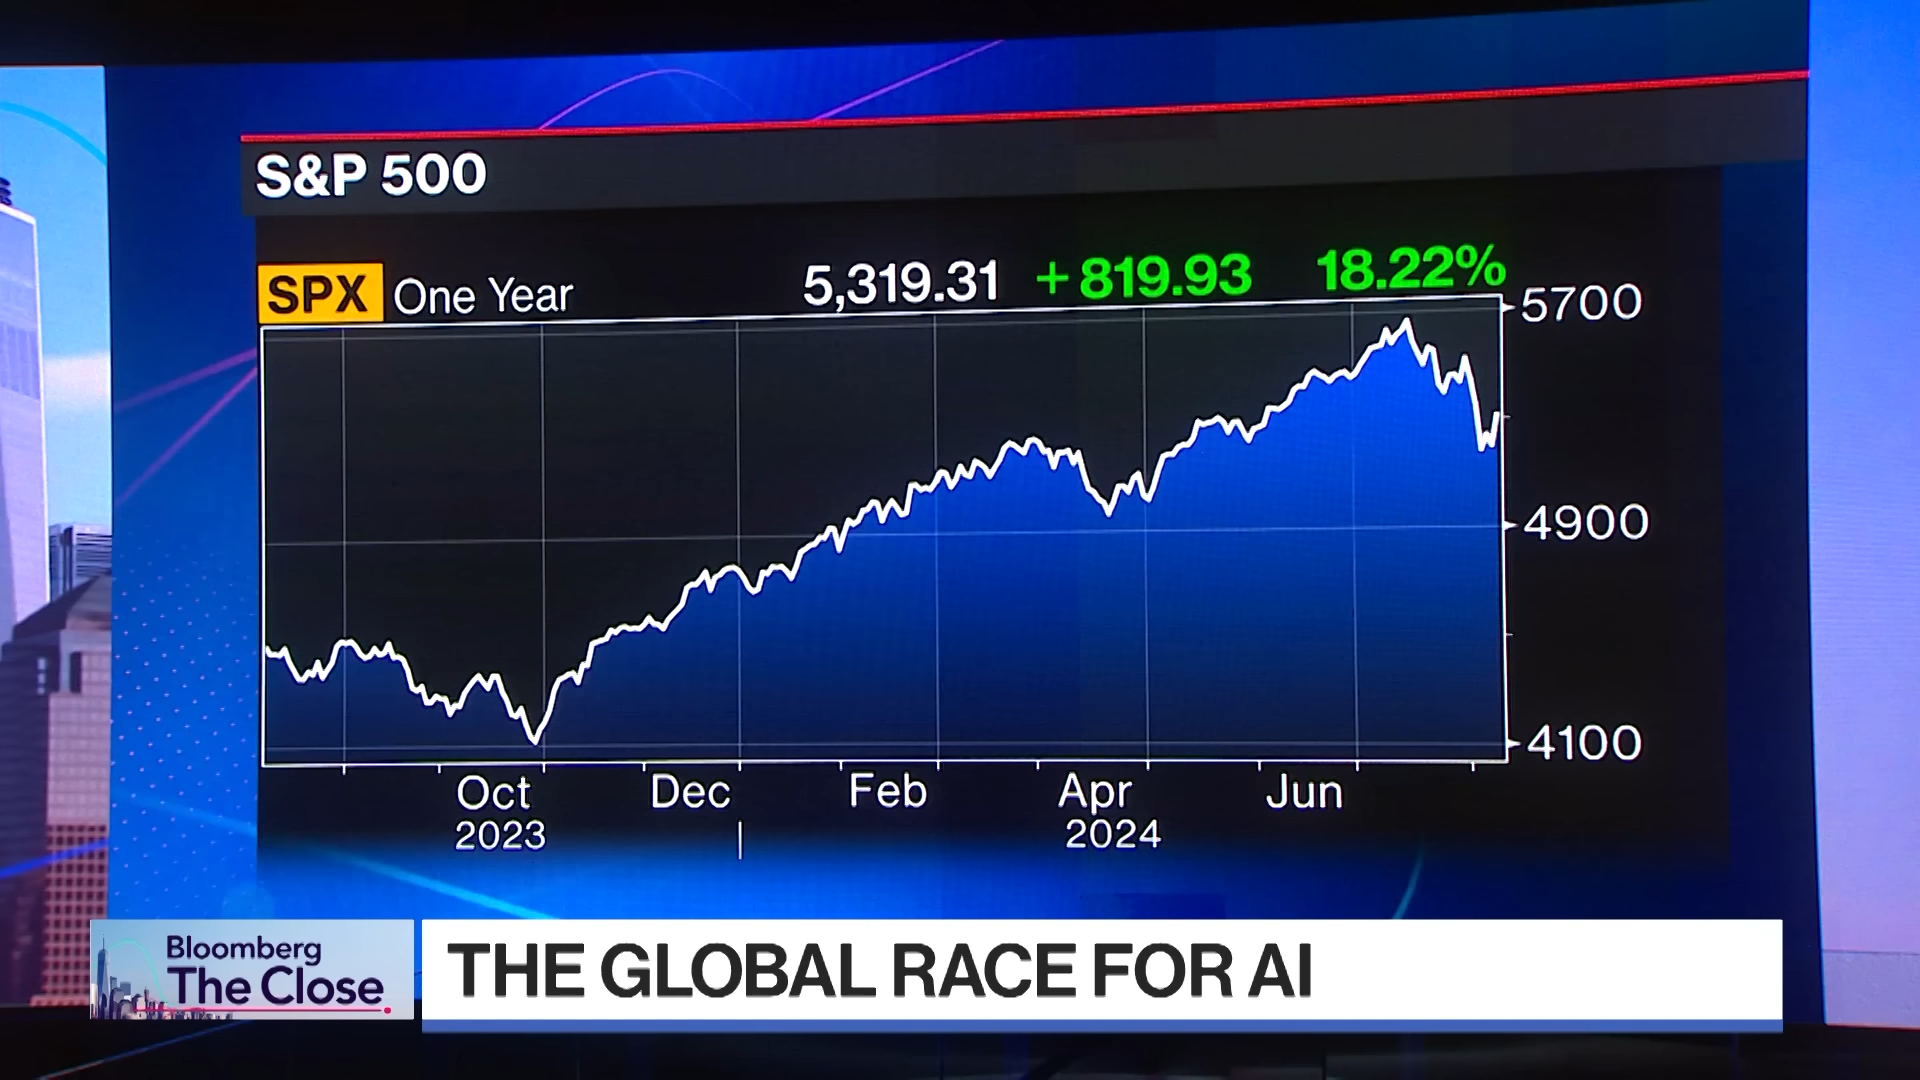 S&P 500
SPX One Year 5,319.31 +819.93 18.22%
5700
4900
4100
Oct Dec Feb Apr Jun
2023 2024
Bloomberg
The Close
THE GLOBAL RACE FOR AI